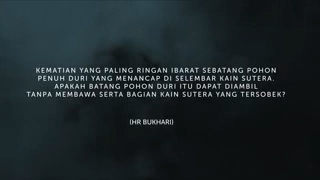 KEMATIAN YANG PALING RINGAN IBARAT SEBATANG POHON
PENUH DURI YANG MENANCAP DI SELEMBAR KAIN SUTERA.
APAKAH BATANG POHON DURI ITU DAPAT DIAMBIL
TANPA MEMBAWA SERTA BAGIAN KAIN SUTERA YANG TERSOBEK?
(HR BUKHARI)